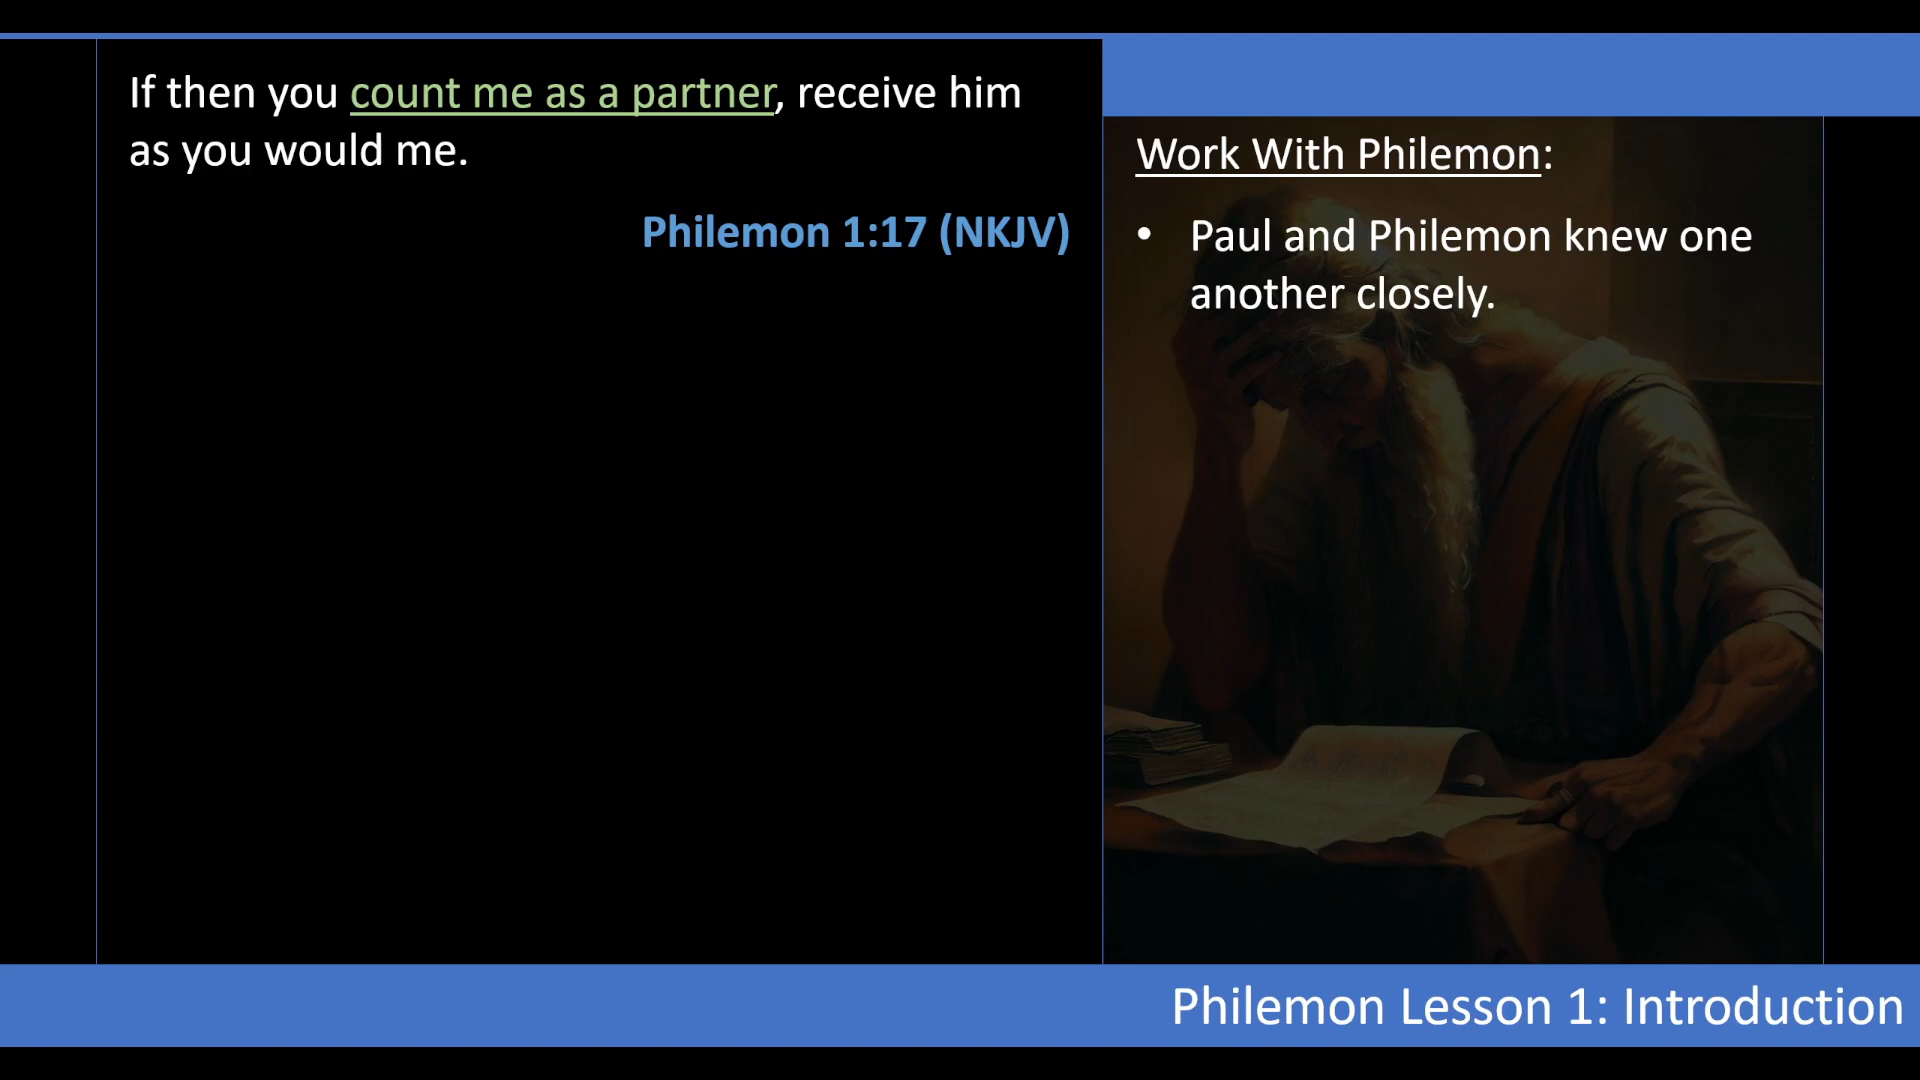 If then you count me as a partner, receive him
as you would me.
Philemon 1:17 (NKJV)
Work With Philemon:
• Paul and Philemon knew one
another closely.
Philemon Lesson 1: Introduction